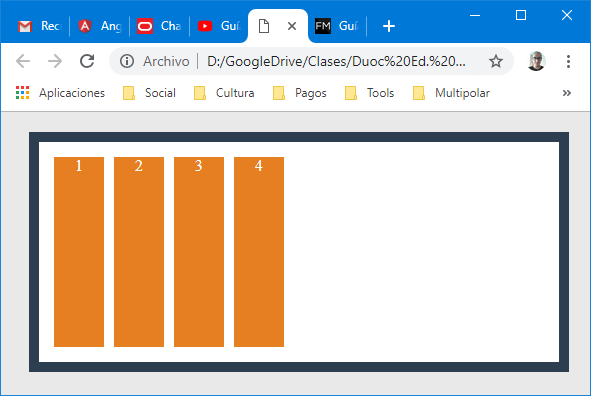 Rec Ang Cha Guí Guí
Archivo D:/GoogleDrive/Clases/Duoc%20Ed.%20...
Aplicaciones Social Cultura Pagos Tools Multipolar »
1 2 3 4